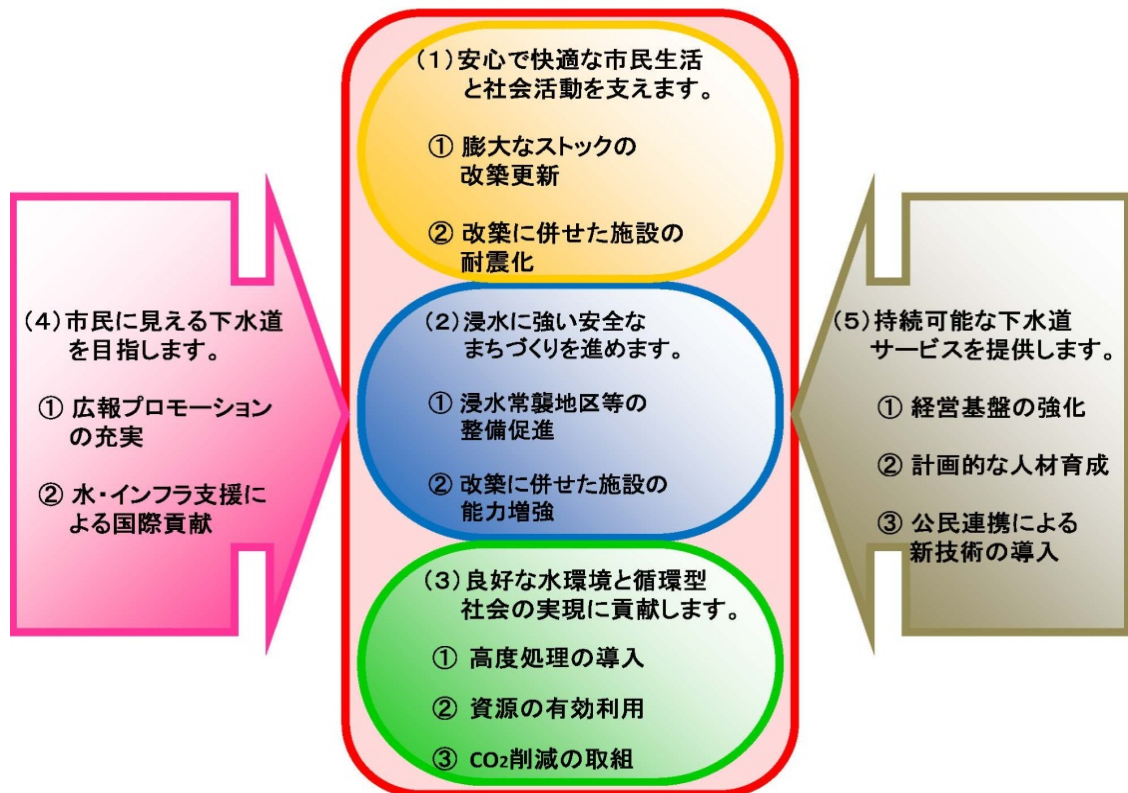 (1)安心で快適な市民生活
と社会活動を支えます。
① 膨大なストックの
改築更新
② 改築に併せた施設の
耐震化
(2)浸水に強い安全な
まちづくりを進めます。
① 浸水常襲地区等の
整備促進
② 改築に併せた施設の
能力増強
(3)良好な水環境と循環型
社会の実現に貢献します。
① 高度処理の導入
② 資源の有効利用
③ CO₂削減の取組
(4)市民に見える下水道
を目指します。
① 広報プロモーション
の充実
② 水・インフラ支援に
よる国際貢献
(5)持続可能な下水道
サービスを提供します。
① 経営基盤の強化
② 計画的な人材育成
③ 公民連携による
新技術の導入